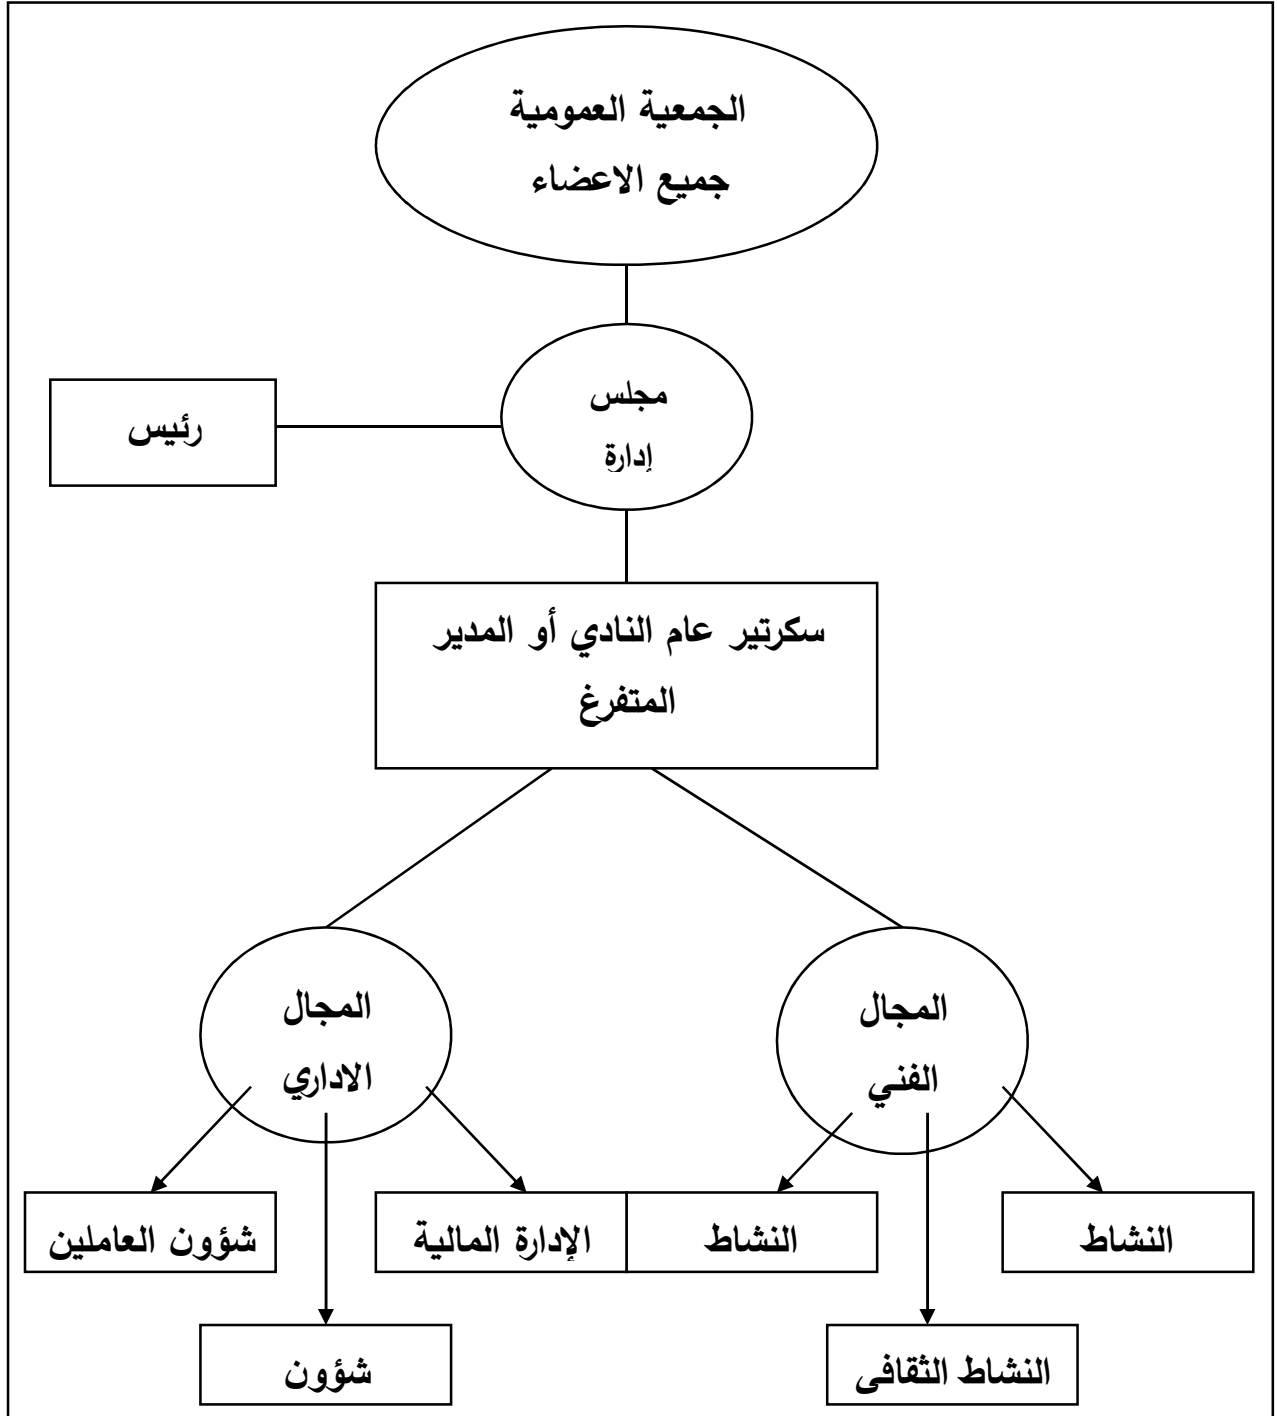 الجمعية العمومية
جميع الاعضاء
مجلس
إدارة
رئيس
سكرتير عام النادي أو المدير
المتفرغ
المجال
الفني
المجال
الاداري
النشاط
النشاط
الإدارة المالية
شؤون العاملين
النشاط الثقافى
شؤون